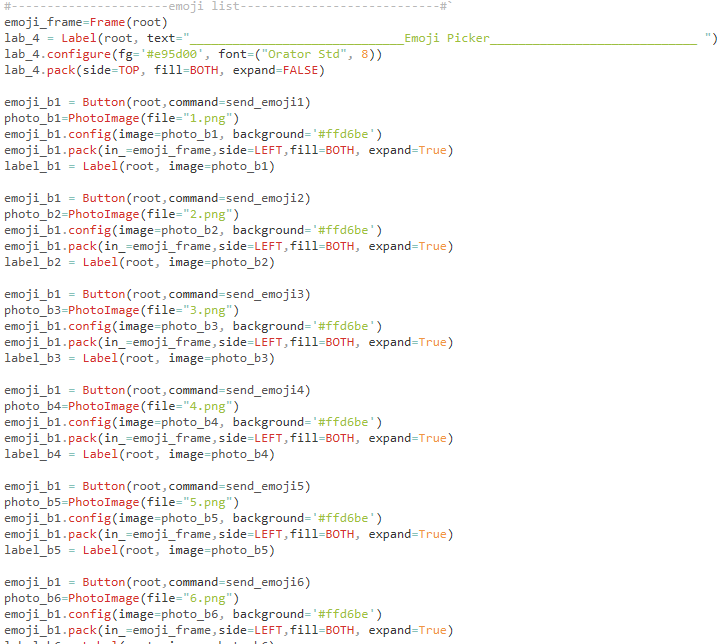 #----------------------emoji list----------------------------#`
emoji_frame=Frame(root)
lab_4 = Label(root, text="______________________________Emoji Picker_____________________________ ")
lab_4.configure(fg='#e95d00', font=("Orator Std", 8))
lab_4.pack(side=TOP, fill=BOTH, expand=FALSE)
emoji_b1 = Button(root,command=send_emoji1)
photo_b1=PhotoImage(file="1.png")
emoji_b1.config(image=photo_b1, background='#ffd6be')
emoji_b1.pack(in_=emoji_frame,side=LEFT,fill=BOTH, expand=True)
label_b1 = Label(root, image=photo_b1)
emoji_b1 = Button(root,command=send_emoji2)
photo_b2=PhotoImage(file="2.png")
emoji_b1.config(image=photo_b2, background='#ffd6be')
emoji_b1.pack(in_=emoji_frame,side=LEFT,fill=BOTH, expand=True)
label_b2 = Label(root, image=photo_b2)
emoji_b1 = Button(root,command=send_emoji3)
photo_b3=PhotoImage(file="3.png")
emoji_b1.config(image=photo_b3, background='#ffd6be')
emoji_b1.pack(in_=emoji_frame,side=LEFT,fill=BOTH, expand=True)
label_b3 = Label(root, image=photo_b3)
emoji_b1 = Button(root,command=send_emoji4)
photo_b4=PhotoImage(file="4.png")
emoji_b1.config(image=photo_b4, background='#ffd6be')
emoji_b1.pack(in_=emoji_frame,side=LEFT,fill=BOTH, expand=True)
label_b4 = Label(root, image=photo_b4)
emoji_b1 = Button(root,command=send_emoji5)
photo_b5=PhotoImage(file="5.png")
emoji_b1.config(image=photo_b5, background='#ffd6be')
emoji_b1.pack(in_=emoji_frame,side=LEFT,fill=BOTH, expand=True)
label_b5 = Label(root, image=photo_b5)
emoji_b1 = Button(root,command=send_emoji6)
photo_b6=PhotoImage(file="6.png")
emoji_b1.config(image=photo_b6, background='#ffd6be')
emoji_b1.pack(in_=emoji_frame,side=LEFT,fill=BOTH, expand=True)